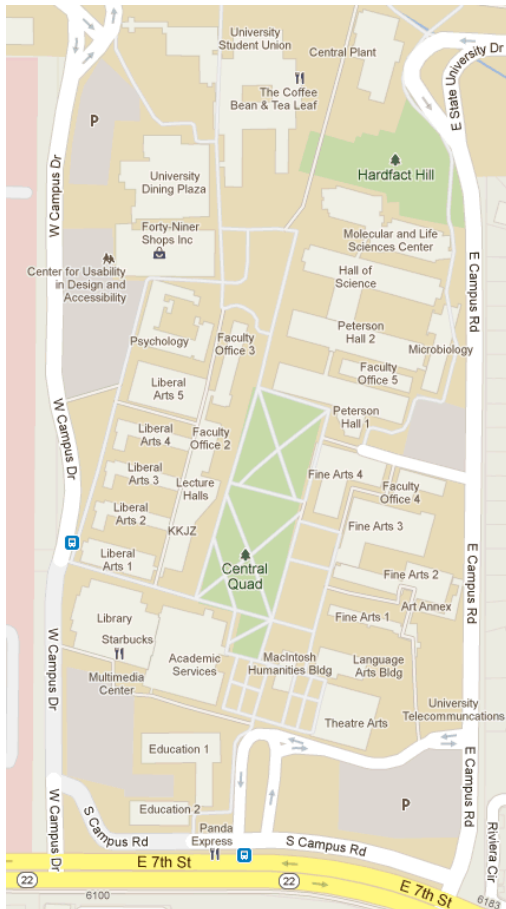 University
Student Union
Central Plant
E State University Dr
The Coffee
Bean & Tea Leaf
P
W Campus Dr
Hardfact Hill
University
Dining Plaza
Forty-Niner
Shops Inc
Molecular and Life
Sciences Center
Center for Usability
in Design and
Accessibility
Hall of
Science
E Campus Rd
Psychology
Faculty
Office 3
Peterson
Hall 2
Microbiology
Liberal
Arts 5
Faculty
Office 5
W Campus Dr
Peterson
Hall 1
Liberal
Arts 4
Faculty
Office 2
Liberal
Arts 3
Lecture
Halls
Fine Arts 4
Faculty
Office 4
Liberal
Arts 2
KKJZ
Fine Arts 3
Liberal
Arts 1
Central
Quad
Fine Arts 2
E Campus Rd
Art Annex
Library
Fine Arts 1
Starbucks
W Campus Dr
Academic
Services
MacIntosh
Humanities Bldg
Language
Arts Bldg
Multimedia
Center
University
Telecommuncations
Theatre Arts
Education 1
E Campus Rd
Education 2
P
W Campus Dr
S Campus Rd
Panda
Express
S Campus Rd
Riviera Cir
E 7th St
22
22
E 7th St
6100
6183